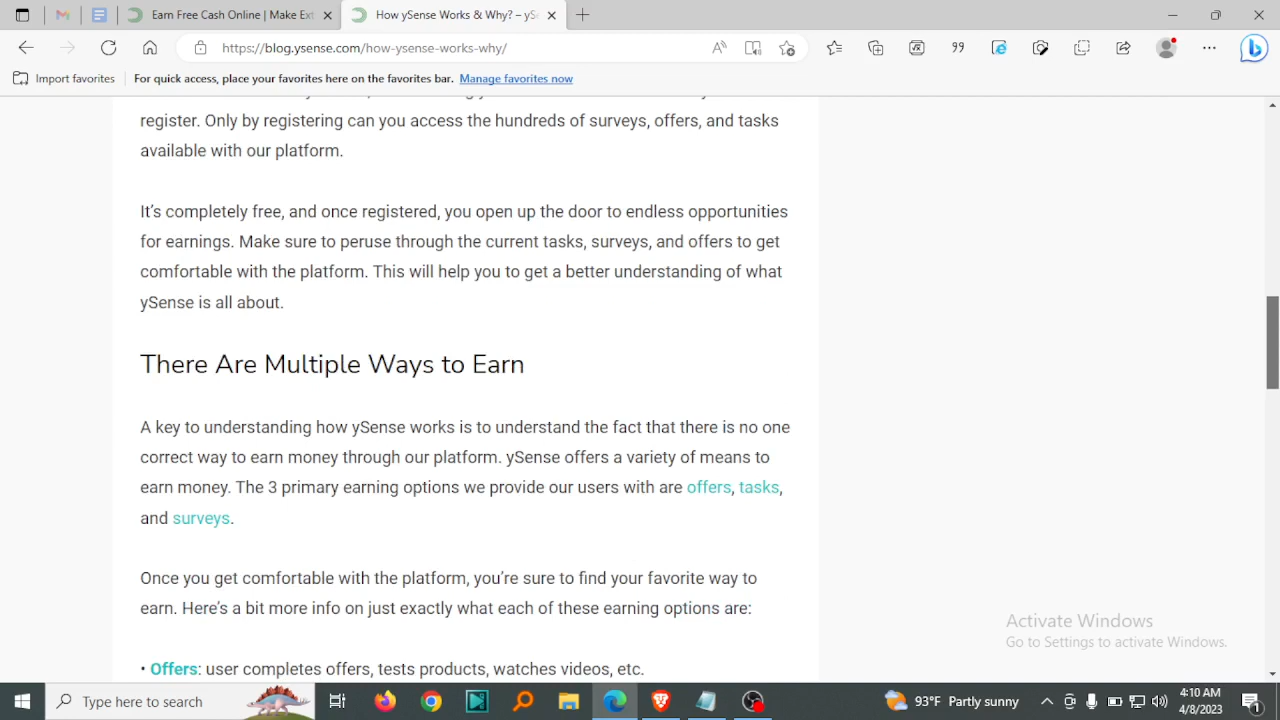 Earn Free Cash Online | Make Ext
How ySense Works & Why? – yS
https://blog.ysense.com/how-ysense-works-why/
Import favorites
For quick access, place your favorites here on the favorites bar. Manage favorites now
register. Only by registering can you access the hundreds of surveys, offers, and tasks
available with our platform.
It's completely free, and once registered, you open up the door to endless opportunities
for earnings. Make sure to peruse through the current tasks, surveys, and offers to get
comfortable with the platform. This will help you to get a better understanding of what
ySense is all about.
There Are Multiple Ways to Earn
A key to understanding how ySense works is to understand the fact that there is no one
correct way to earn money through our platform. ySense offers a variety of means to
earn money. The 3 primary earning options we provide our users with are offers, tasks,
and surveys.
Once you get comfortable with the platform, you're sure to find your favorite way to
earn. Here's a bit more info on just exactly what each of these earning options are:
• Offers: user completes offers, tests products, watches videos, etc.
Activate Windows
Go to Settings to activate Windows.
Type here to search
93°F Partly sunny
4:10 AM
4/8/2023
1